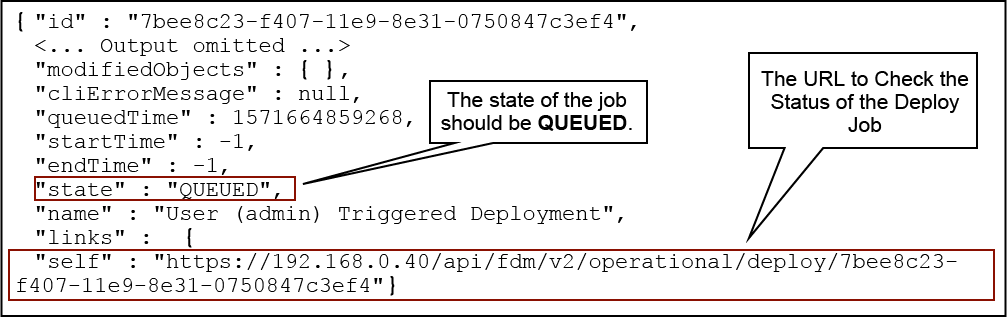 { "id" : "7bee8c23-f407-11e9-8e31-0750847c3ef4",
<... Output omitted ...>
"modifiedObjects" : { },
"cliErrorMessage" : null,
"queuedTime" : 1571664859268,
"startTime" : -1,
"endTime" : -1,
"state" : "QUEUED",
"name" : "User (admin) Triggered Deployment",
"links" : {
"self" : "https://192.168.0.40/api/fdm/v2/operational/deploy/7bee8c23-
f407-11e9-8e31-0750847c3ef4"}
The state of the job
should be QUEUED.
The URL to Check the
Status of the Deploy
Job